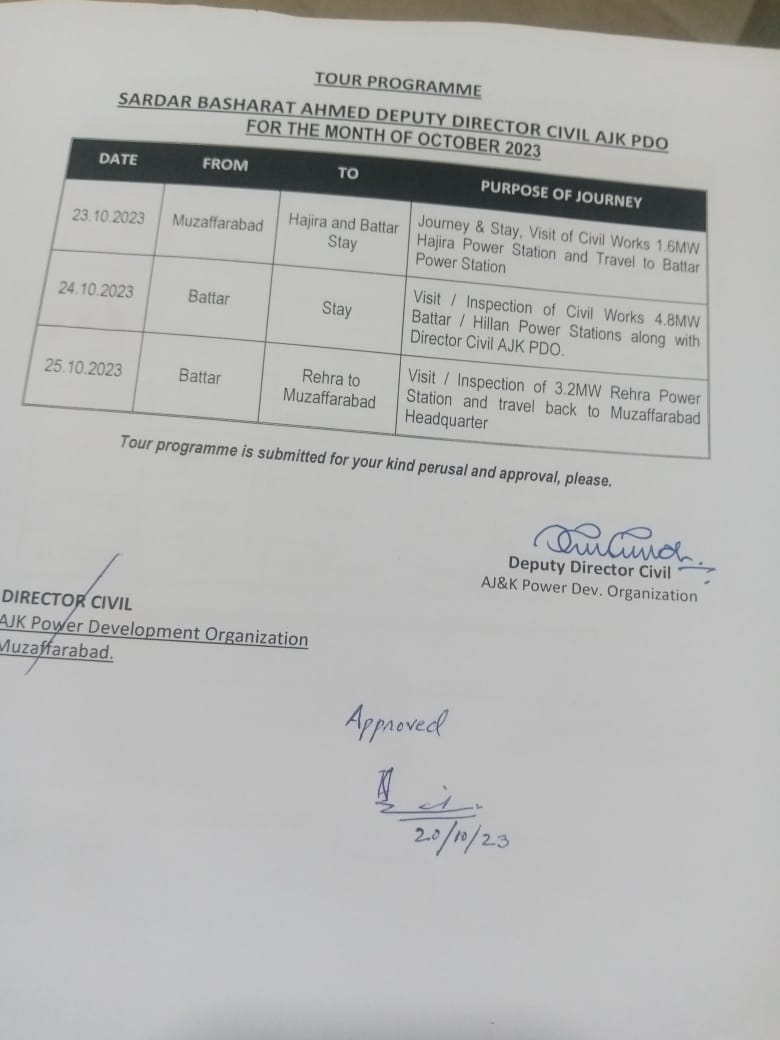 TOUR PROGRAMME
SARDAR BASHARAT AHMED DEPUTY DIRECTOR CIVIL AJK PDO
FOR THE MONTH OF OCTOBER 2023
DATE FROM TO PURPOSE OF JOURNEY
23.10.2023 Muzaffarabad
Hajira and Battar
Stay
Journey & Stay, Visit of Civil Works 1.6MW
Hajira Power Station and Travel to Battar
Power Station
24.10.2023 Battar Stay
Visit / Inspection of Civil Works 4.8MW
Battar / Hillan Power Stations along with
Director Civil AJK PDO.
25.10.2023 Battar
Rehra to
Muzaffarabad
Visit / Inspection of 3.2MW Rehra Power
Station and travel back to Muzaffarabad
Headquarter
Tour programme is submitted for your kind perusal and approval, please.
Deputy Director Civil
AJ&K Power Dev. Organization
DIRECTOR CIVIL
AJK Power Development Organization
Muzaffarabad.
Approved
20/10/23